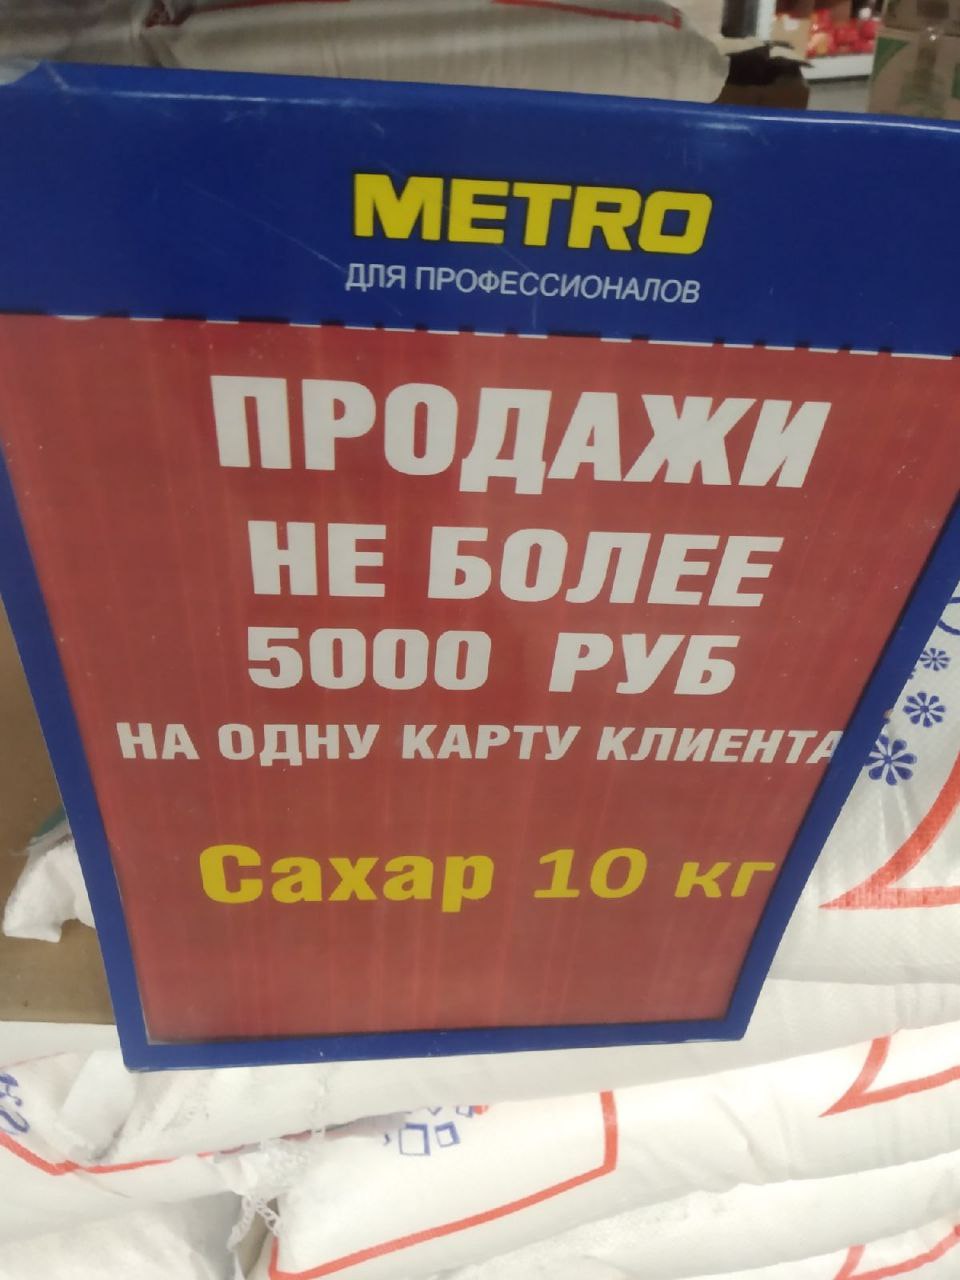 METRO
ДЛЯ ПРОФЕССИОНАЛОВ
ПРОДАЖИ
НЕ БОЛЕЕ
5000 РУБ
НА ОДНУ КАРТУ КЛИЕНТА
Сахар 10 кг